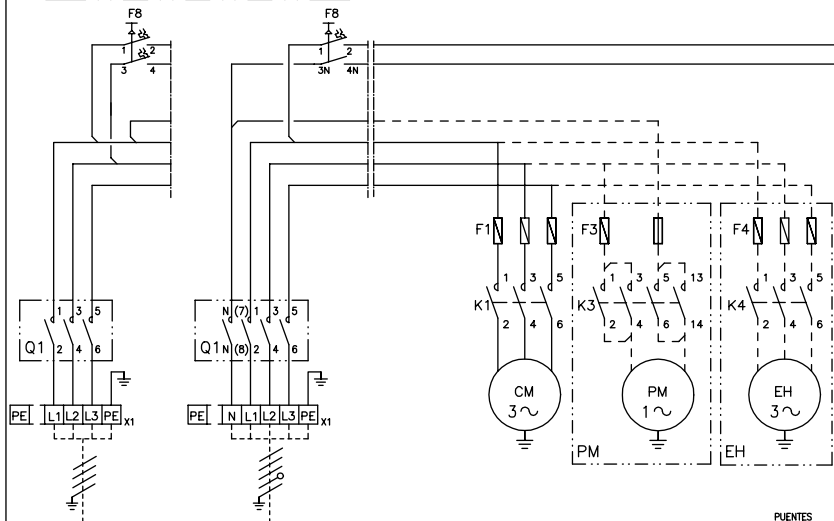 F8 F8
1 2 1 2
3 4 3N 4N
F1 F3 F4
1 3 5 N (7) 1 3 5
Q1 2 4 6 Q1 N (8) 2 4 6
1 3 5 1 3 5 13 1 3 5
K1 K3 K4
2 4 6 2 4 6 14 2 4 6
CM PM EH
3~ 1~ 3~
PE L1 L2 L3 PE X1 PE N L1 L2 L3 PE X1
PM EH
PUENTES